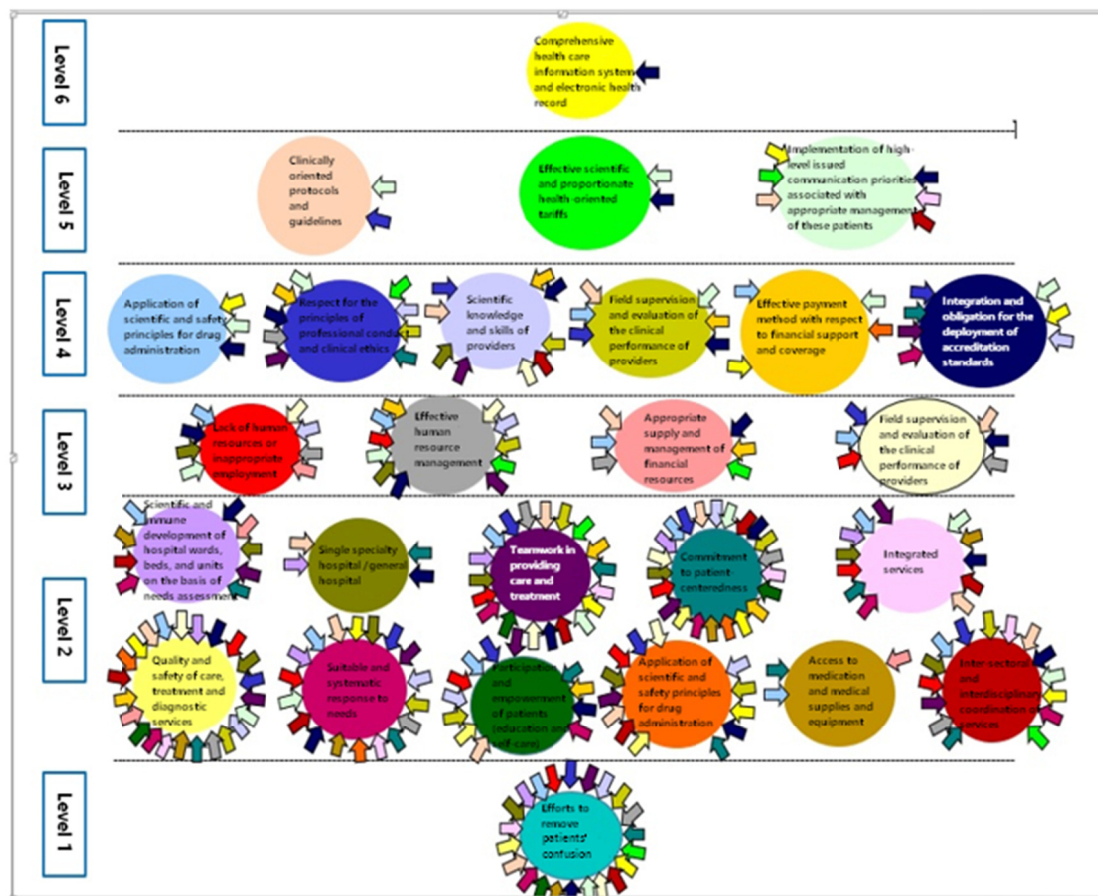 Level 6
Comprehensive
health care
information system
and electronic health
record
Level 5
Clinically
oriented
protocols
and
guidelines
Effective scientific
and proportionate
health-oriented
tariffs
Implementation of high-
level issued
communication priorities
associated with
appropriate management
of these patients
Level 4
Application of
scientific and safety
principles for drug
administration
Respect for the
principles of
professional conduct
and clinical ethics
Scientific
knowledge
and skills of
providers
Field supervision
and evaluation of
the clinical
performance of
providers
Effective payment
method with respect
to financial support
and coverage
Integration and
obligation for the
deployment of
accreditation
standards
Level 3
Lack of human
resources or
inappropriate
employment
Effective
human
resource
management
Appropriate
supply and
management of
financial
resources
Field supervision
and evaluation of
the clinical
performance of
providers
Level 2
Scientific and
immune
development of
hospital wards,
beds, and units
on the basis of
needs assessment
Single specialty
hospital /general
hospital
Teamwork in
providing care and
treatment
Commitment
to patient-
centeredness
Integrated
services
Quality and
safety of care,
treatment and
diagnostic
services
Suitable and
systematic
response to
needs
Participation
and
empowerment
of patients
(education and
self-care)
Application of
scientific and
safety principles
for drug
administration
Access to
medication
and medical
supplies and
equipment
Inter-sectoral
and
interdisciplinary
coordination of
services
Level 1
Efforts to
remove
patients'
confusion